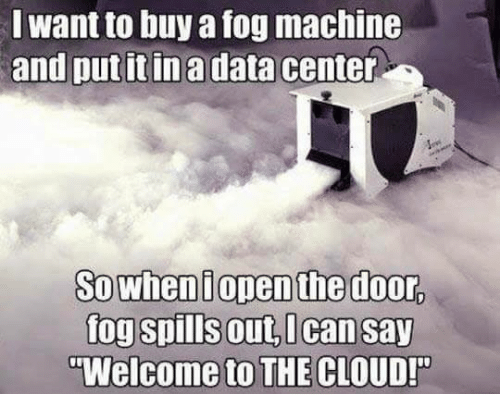 I want to buy a fog machine
and put it in a data center
So when i open the door,
fog spills out, I can say
"Welcome to THE CLOUD!"